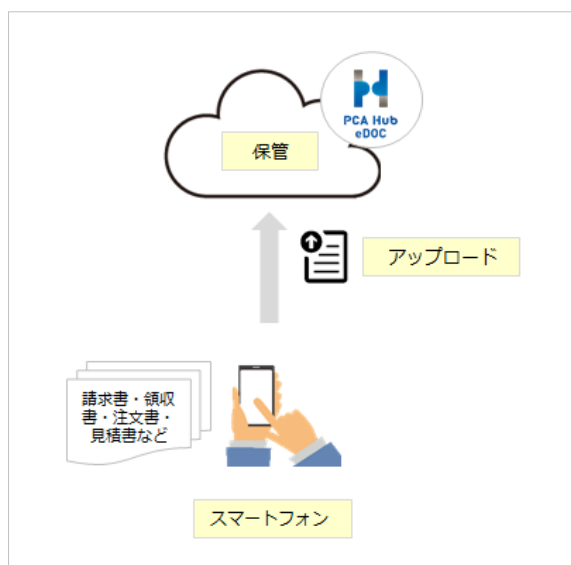 PCA Hub
eDOC
保管
アップロード
請求書・領収
書・注文書・
見積書など
スマートフォン